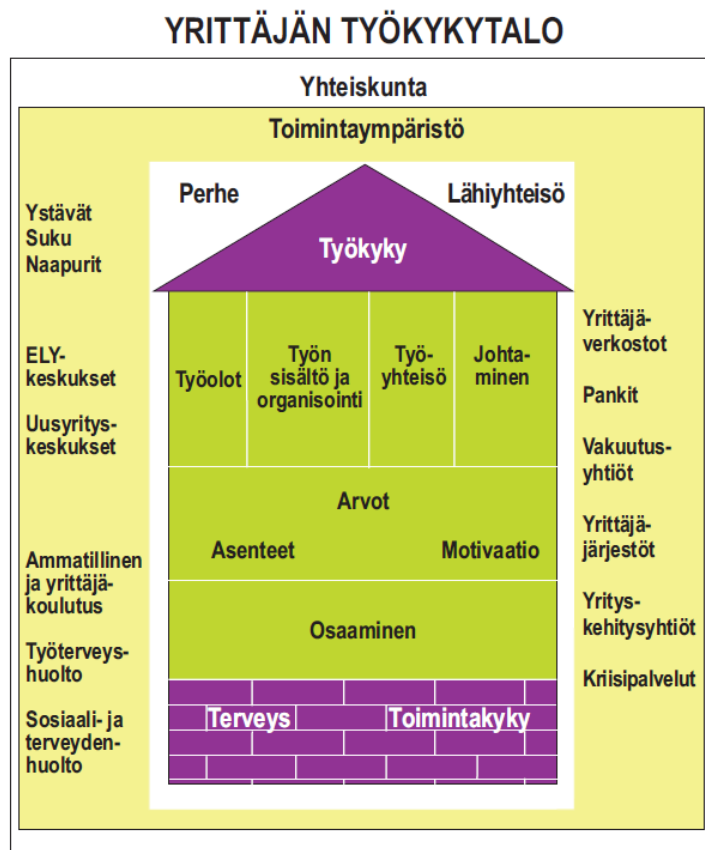 YRITTÄJÄN TYÖKYKYTALO
Yhteiskunta
Toimintaympäristö
Perhe
Lähiyhteisö
Ystävät
Suku
Naapurit
ELY-
keskukset
Uusyritys-
keskukset
Ammatillinen
ja yrittäjä-
koulutus
Työterveys-
huolto
Sosiaali- ja
terveyden-
huolto
Työkyky
Työolot
Työn
sisältö ja
organisointi
Työ-
yhteisö
Johta-
minen
Arvot
Asenteet
Motivaatio
Osaaminen
Terveys
Toimintakyky
Yrittäjä-
verkostot
Pankit
Vakuutus-
yhtiöt
Yrittäjä-
järjestöt
Yritys-
kehitysyhtiöt
Kriisipalvelut